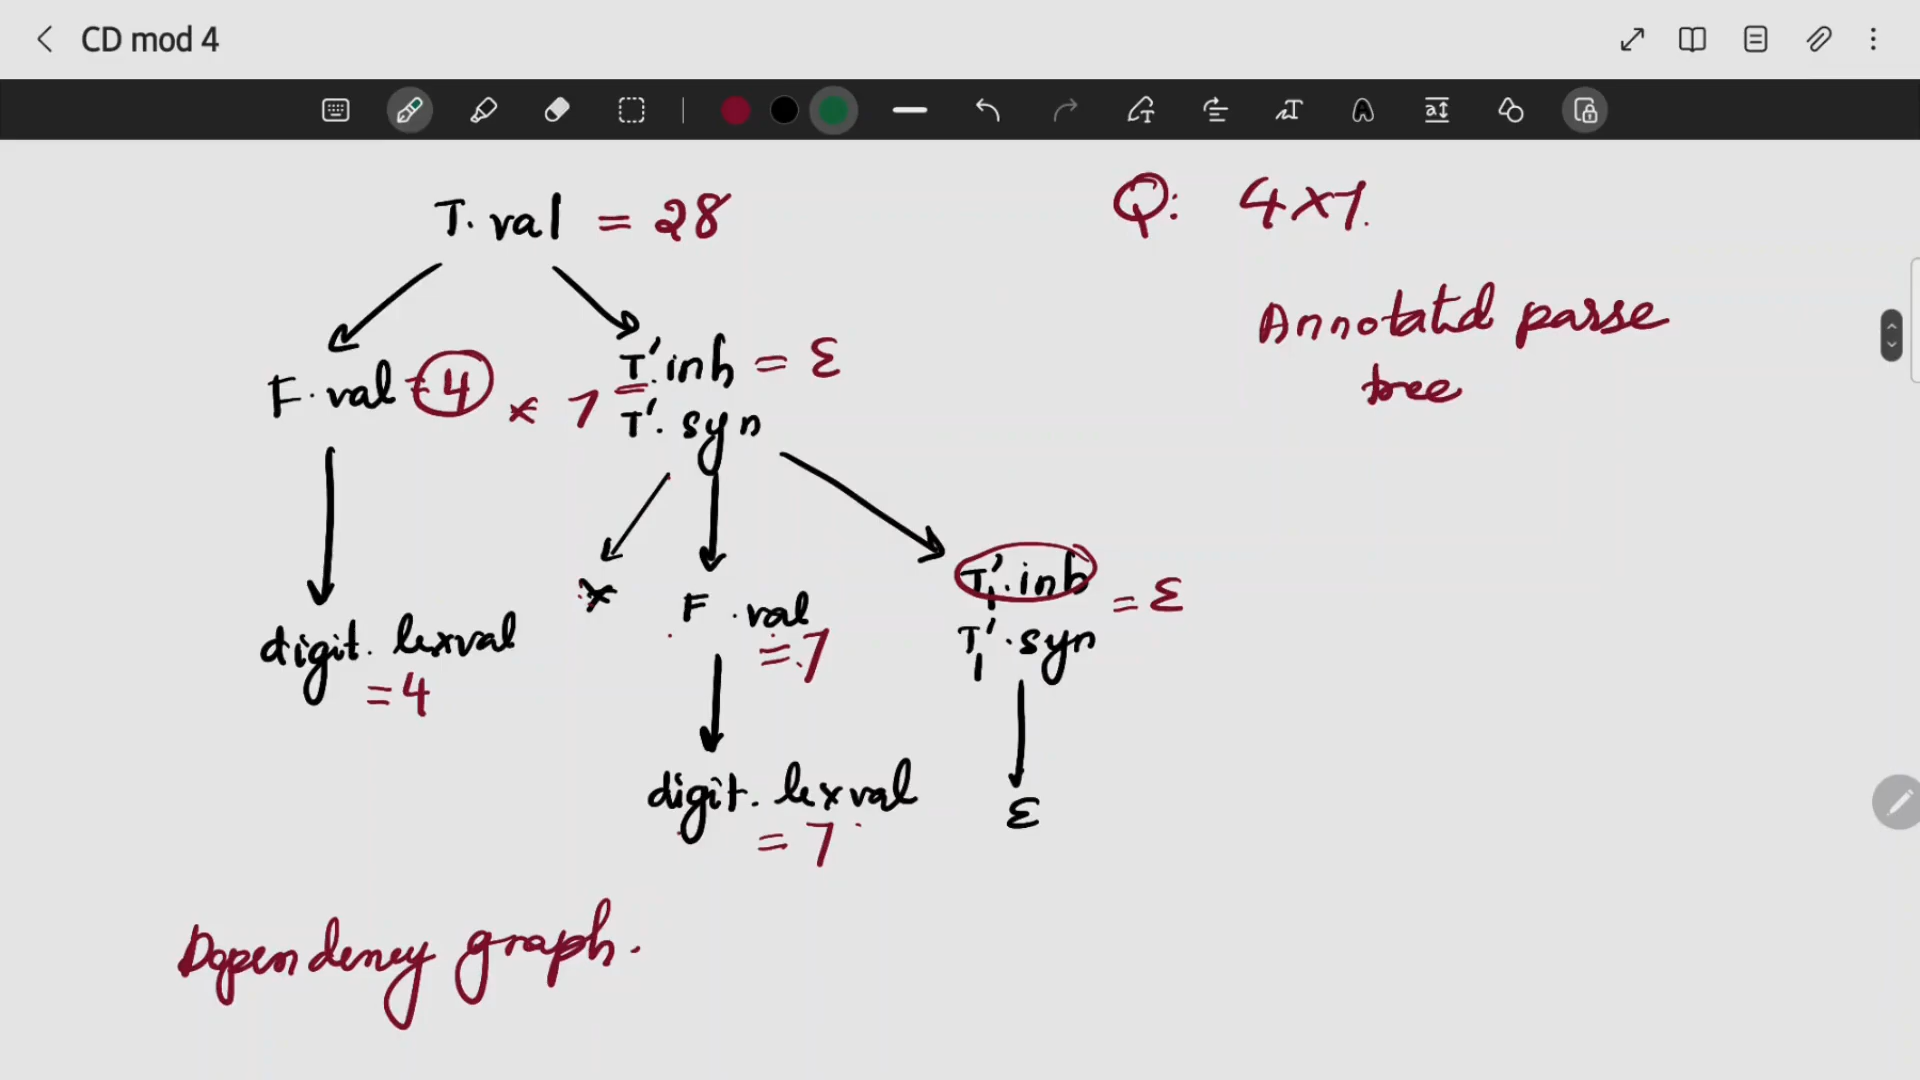 CD mod 4
T.val = 28
Q: 4×7.
Annotatd parse
tree
F.val = 4 × 7
T'.inh = ε
T'.syn
×
F.val
= 7
T₁'.inh
= ε
T₁'.syn
digit.lexval
= 4
digit.lexval
= 7
ε
Dependency graph.